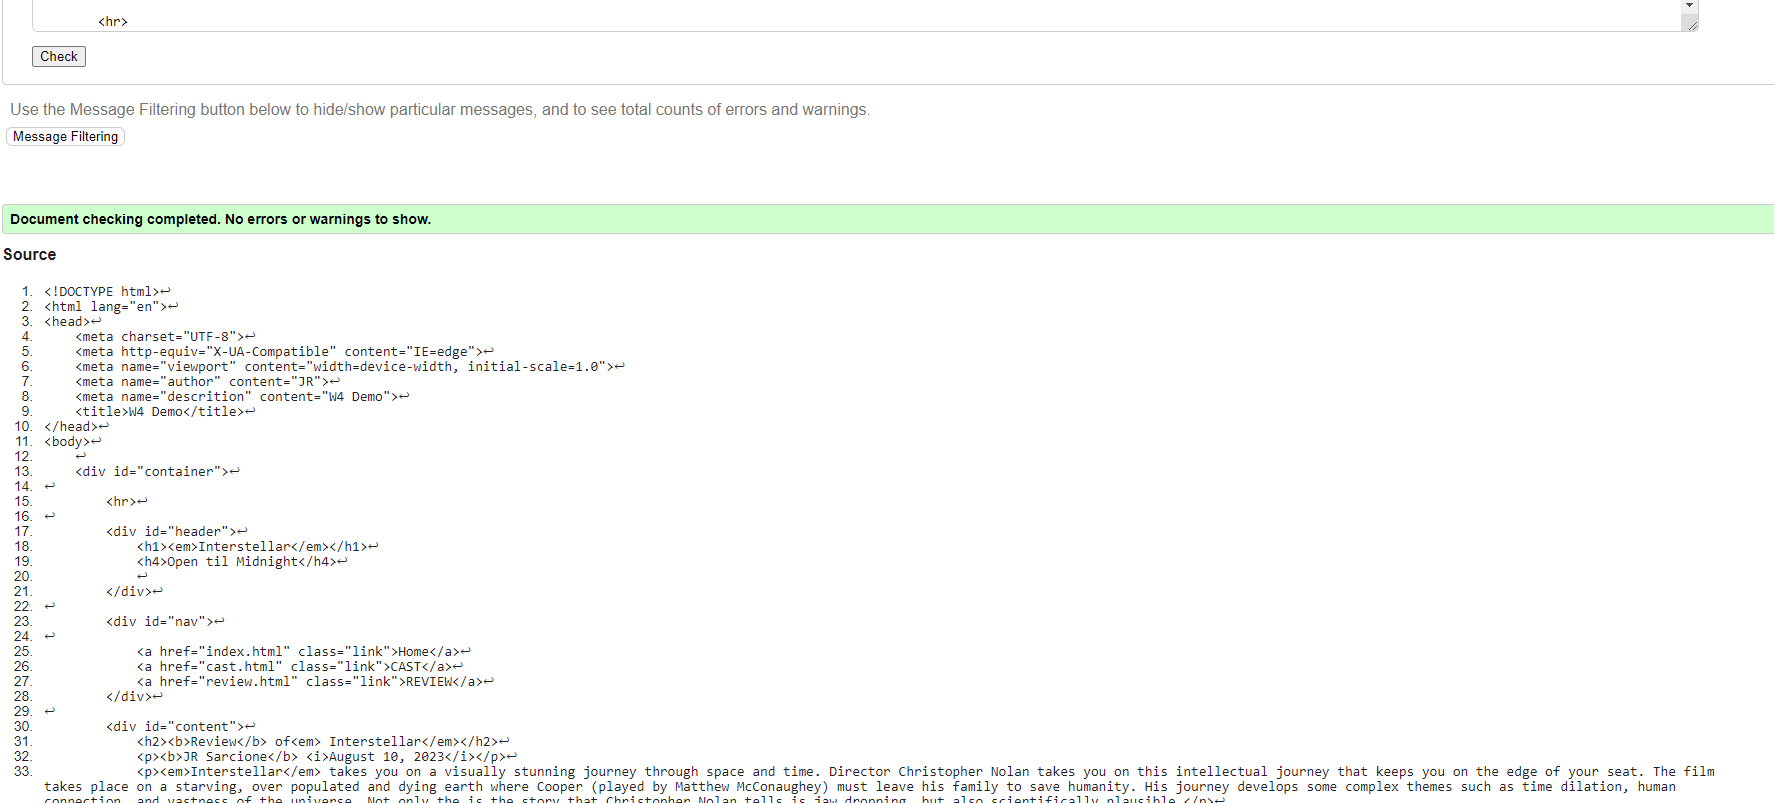 <hr>
Check
Use the Message Filtering button below to hide/show particular messages, and to see total counts of errors and warnings.
Message Filtering
Document checking completed. No errors or warnings to show.
Source
1. <!DOCTYPE html>↩
2. <html lang="en">↩
3. <head>↩
4. <meta charset="UTF-8">↩
5. <meta http-equiv="X-UA-Compatible" content="IE=edge">↩
6. <meta name="viewport" content="width=device-width, initial-scale=1.0">↩
7. <meta name="author" content="JR">↩
8. <meta name="descrition" content="W4 Demo">↩
9. <title>W4 Demo</title>↩
10. </head>↩
11. <body>↩
12. ↩
13. <div id="container">↩
14. ↩
15. <hr>↩
16. ↩
17. <div id="header">↩
18. <h1><em>Interstellar</em></h1>↩
19. <h4>Open til Midnight</h4>↩
20. ↩
21. </div>↩
22. ↩
23. <div id="nav">↩
24. ↩
25. <a href="index.html" class="link">Home</a>↩
26. <a href="cast.html" class="link">CAST</a>↩
27. <a href="review.html" class="link">REVIEW</a>↩
28. </div>↩
29. ↩
30. <div id="content">↩
31. <h2><b>Review</b> of<em> Interstellar</em></h2>↩
32. <p><b>JR Sarcione</b> <i>August 10, 2023</i></p>↩
33. <p><em>Interstellar</em> takes you on a visually stunning journey through space and time. Director Christopher Nolan takes you on this intellectual journey that keeps you on the edge of your seat. The film
takes place on a starving, over populated and dying earth where Cooper (played by Matthew McConaughey) must leave his family to save humanity. His journey develops some complex themes such as time dilation, human
connection, and vastness of the universe. Not only the is the story that Christopher Nolan tells is jaw dropping, but also scientifically plausible.</p>↩